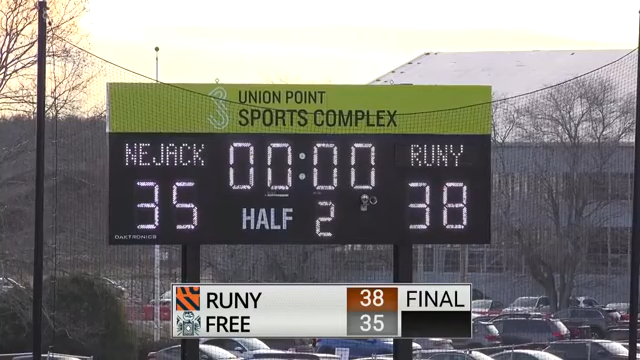 UNION POINT
SPORTS COMPLEX
NEJACK 00:00 RUNY
35 HALF 2 38
DAKTRONICS
RUNY 38 FINAL
FREE 35